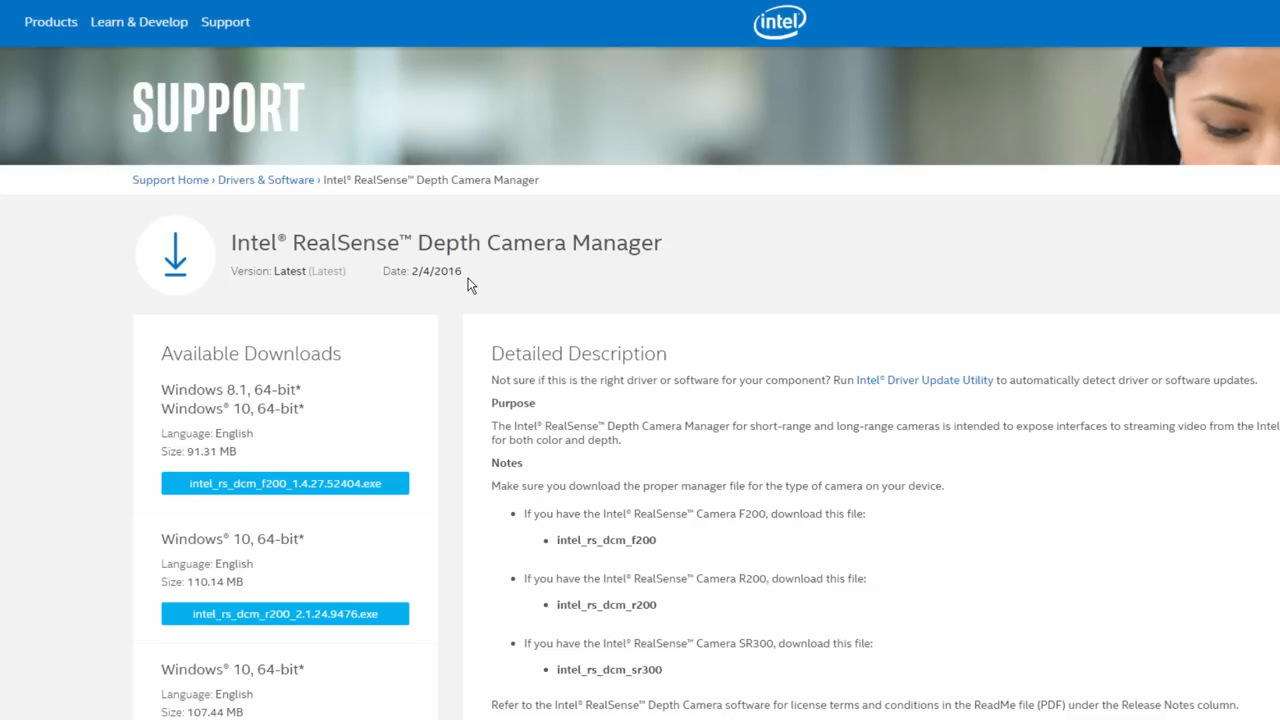 Products Learn & Develop Support
intel
SUPPORT
Support Home › Drivers & Software › Intel® RealSense™ Depth Camera Manager
Intel® RealSense™ Depth Camera Manager
Version: Latest (Latest) Date: 2/4/2016
Available Downloads
Windows 8.1, 64-bit*
Windows® 10, 64-bit*
Language: English
Size: 91.31 MB
intel_rs_dcm_f200_1.4.27.52404.exe
Windows® 10, 64-bit*
Language: English
Size: 110.14 MB
intel_rs_dcm_r200_2.1.24.9476.exe
Windows® 10, 64-bit*
Language: English
Size: 107.44 MB
Detailed Description
Not sure if this is the right driver or software for your component? Run Intel® Driver Update Utility to automatically detect driver or software updates.
Purpose
The Intel® RealSense™ Depth Camera Manager for short-range and long-range cameras is intended to expose interfaces to streaming video from the Intel
for both color and depth.
Notes
Make sure you download the proper manager file for the type of camera on your device.
• If you have the Intel® RealSense™ Camera F200, download this file:
• intel_rs_dcm_f200
• If you have the Intel® RealSense™ Camera R200, download this file:
• intel_rs_dcm_r200
• If you have the Intel® RealSense™ Camera SR300, download this file:
• intel_rs_dcm_sr300
Refer to the Intel® RealSense™ Depth Camera software for license terms and conditions in the ReadMe file (PDF) under the Release Notes column.